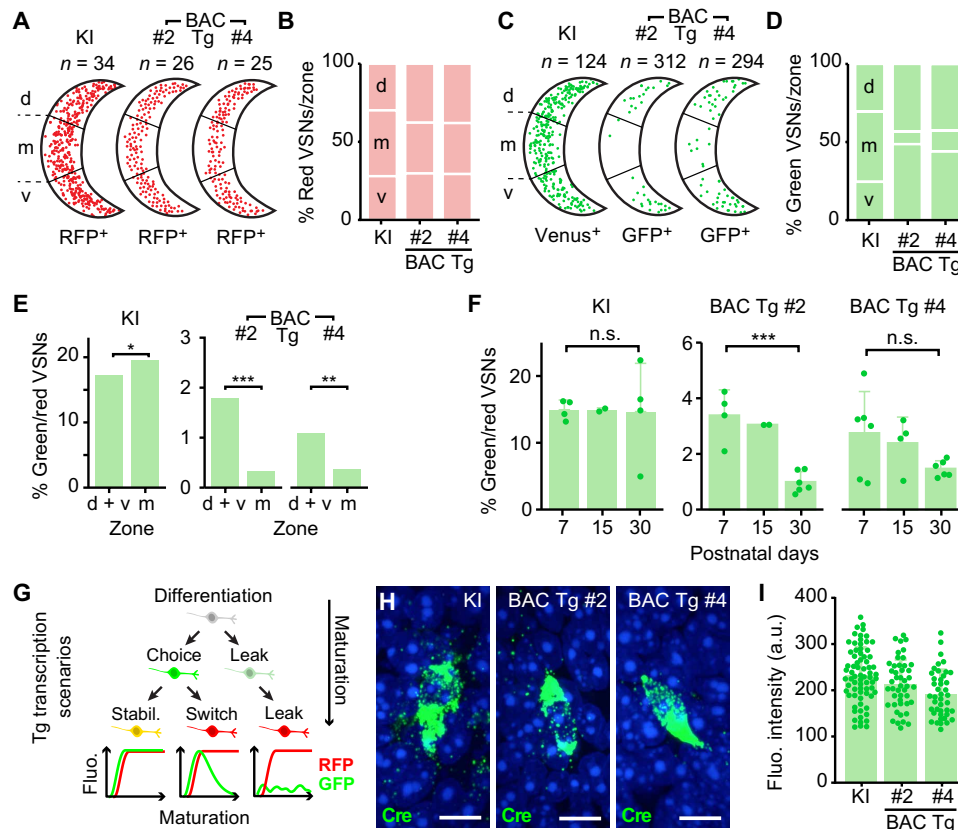 A
KI
BAC
#2 Tg #4
n = 34
n = 26
n = 25
d
m
v
RFP+
RFP+
RFP+
B
% Red VSNs/zone
100
50
0
d
m
v
KI
#2 #4
BAC Tg
C
KI
BAC
#2 Tg #4
n = 124
n = 312
n = 294
d
m
v
Venus+
GFP+
GFP+
D
% Green VSNs/zone
100
50
0
d
m
v
KI
#2 #4
BAC Tg
E
% Green/red VSNs
KI
20
10
0
*
d + v m
Zone
BAC
#2 Tg #4
3
2
1
0
***
**
d + v m
d + v m
Zone
F
% Green/red VSNs
KI
n.s.
20
10
0
7 15 30
BAC Tg #2
***
6
4
2
0
7 15 30
BAC Tg #4
n.s.
7 15 30
Postnatal days
G
Tg transcription
scenarios
Differentiation
Choice
Leak
Stabil.
Switch
Leak
Maturation
Fluo.
RFP
GFP
Maturation
H
KI
Cre
BAC Tg #2
Cre
BAC Tg #4
Cre
I
Fluo. intensity (a.u.)
400
300
200
100
0
KI
#2 #4
BAC Tg